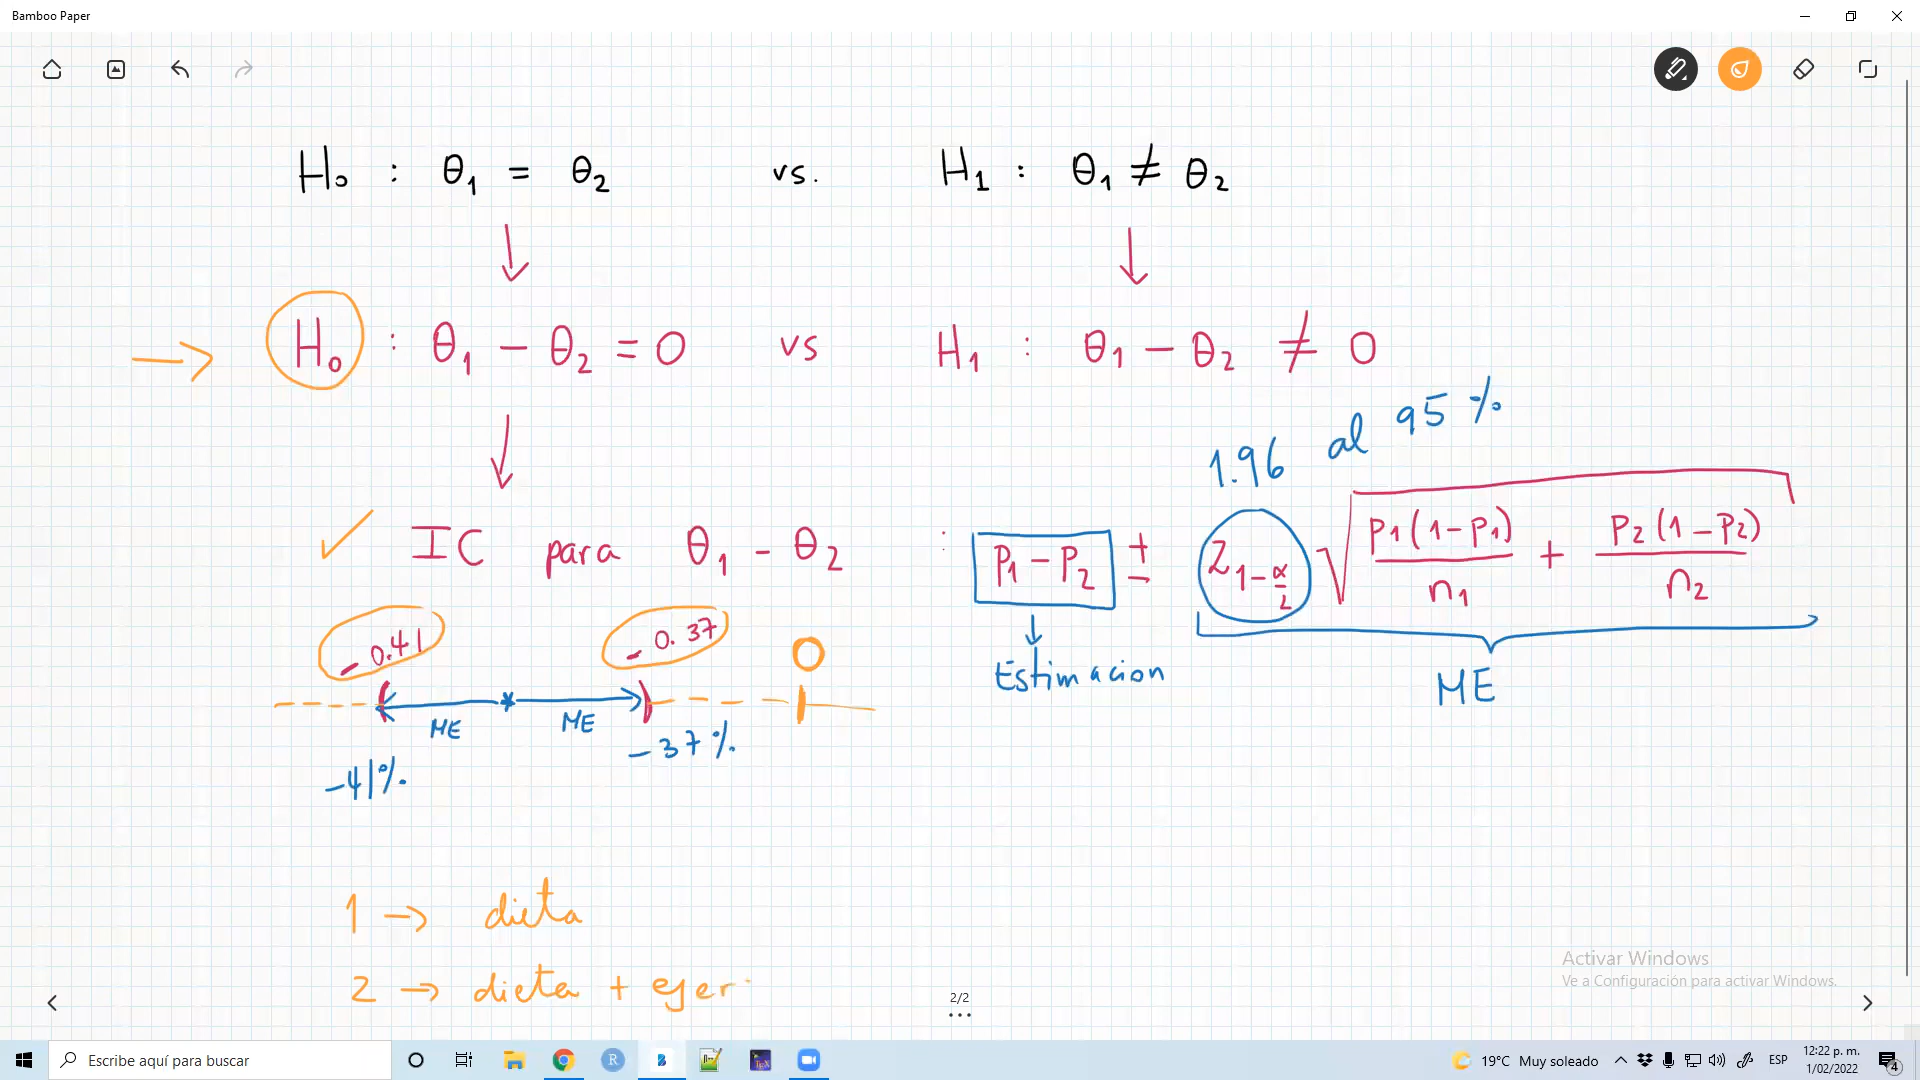 Bamboo Paper
H₀ : θ₁ = θ₂ vs. H₁ : θ₁ ≠ θ₂
H₀ : θ₁ − θ₂ = 0 vs H₁ : θ₁ − θ₂ ≠ 0
1.96 al 95 %
IC para θ₁ - θ₂ : p₁ − p₂ ± Z_{1-α/2} √( p₁(1-p₁)/n₁ + p₂(1-p₂)/n₂ )
-0.41 -0.37 0
Estimacion ME
ME ME
-41% -37%
1 → dieta
2 → dieta + ejer.
Activar Windows
Ve a Configuración para activar Windows.
2/2
Escribe aquí para buscar
19°C Muy soleado ESP 12:22 p. m.
1/02/2022
4